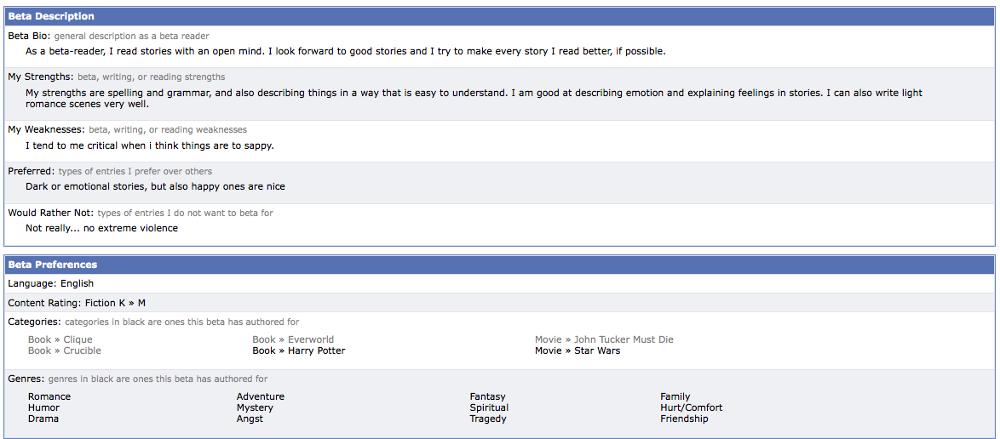 Beta Description
Beta Bio: general description as a beta reader
As a beta-reader, I read stories with an open mind. I look forward to good stories and I try to make every story I read better, if possible.
My Strengths: beta, writing, or reading strengths
My strengths are spelling and grammar, and also describing things in a way that is easy to understand. I am good at describing emotion and explaining feelings in stories. I can also write light
romance scenes very well.
My Weaknesses: beta, writing, or reading weaknesses
I tend to me critical when i think things are to sappy.
Preferred: types of entries I prefer over others
Dark or emotional stories, but also happy ones are nice
Would Rather Not: types of entries I do not want to beta for
Not really... no extreme violence
Beta Preferences
Language: English
Content Rating: Fiction K » M
Categories: categories in black are ones this beta has authored for
Book » Clique Book » Everworld Movie » John Tucker Must Die
Book » Crucible Book » Harry Potter Movie » Star Wars
Genres: genres in black are ones this beta has authored for
Romance Adventure Fantasy Family
Humor Mystery Spiritual Hurt/Comfort
Drama Angst Tragedy Friendship